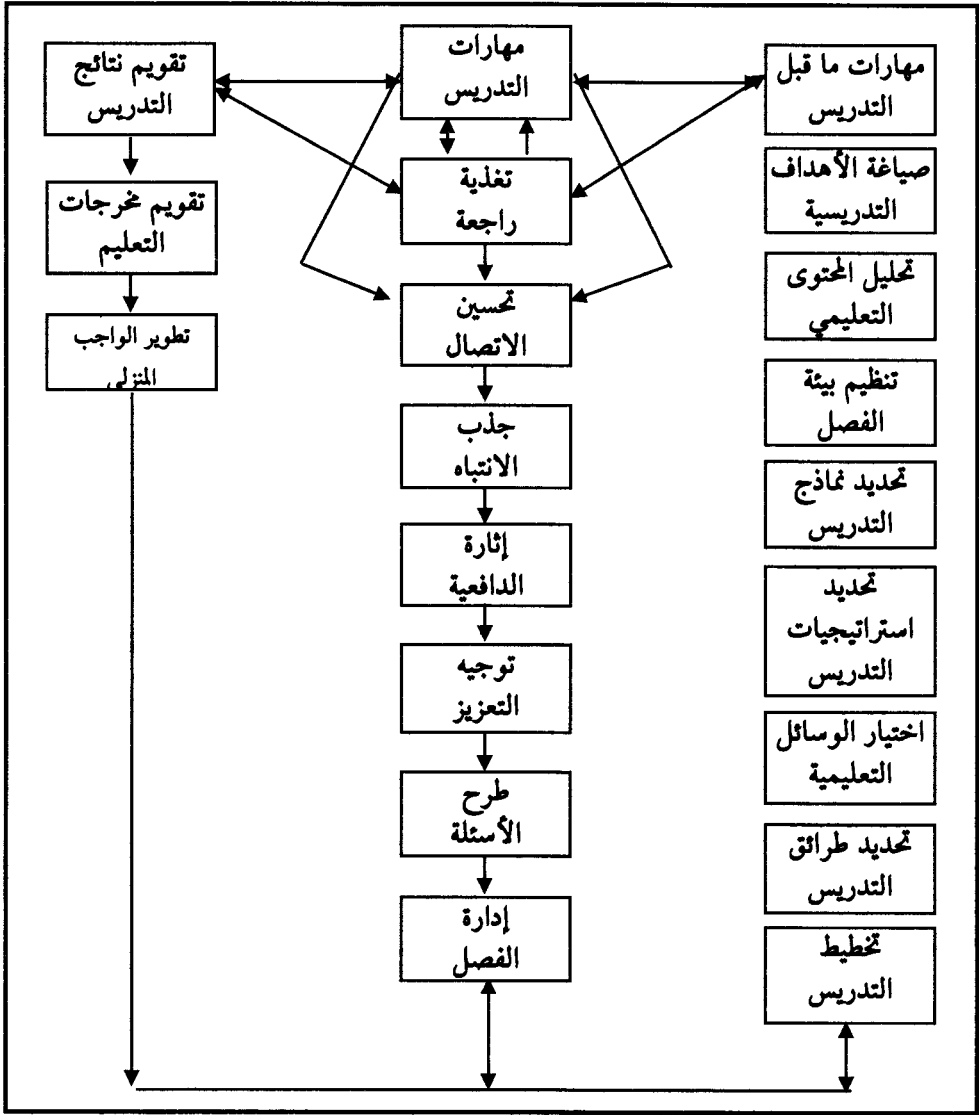 مهارات ما قبل
التدريس
صياغة الأهداف
التدريسية
تحليل المحتوى
التعليمي
تنظيم بيئة
الفصل
تحديد نماذج
التدريس
تحديد
استراتيجيات
التدريس
اختيار الوسائل
التعليمية
تحديد طرائق
التدريس
تخطيط
التدريس
مهارات
التدريس
تغذية
راجعة
تحسين
الاتصال
جذب
الانتباه
إثارة
الدافعية
توجيه
التعزيز
طرح
الأسئلة
إدارة
الفصل
تقويم نتائج
التدريس
تقويم مخرجات
التعليم
تطوير الواجب
المنزلي